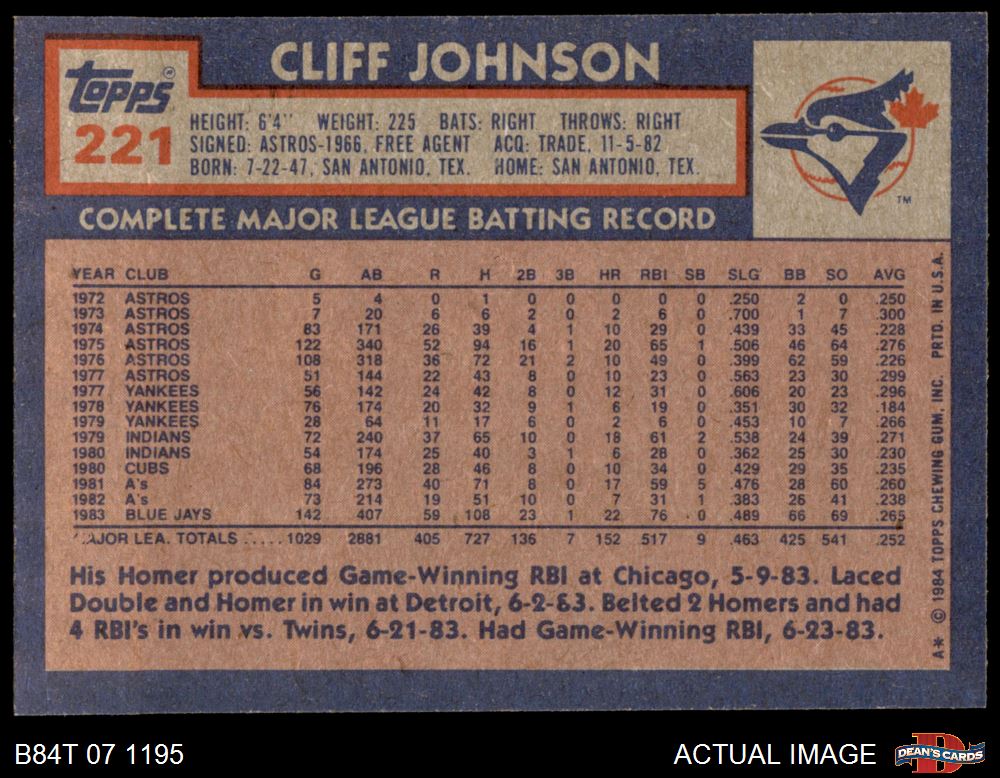 CLIFF JOHNSON
Topps®
221
HEIGHT: 6'4" WEIGHT: 225 BATS: RIGHT THROWS: RIGHT
SIGNED: ASTROS-1966, FREE AGENT ACQ: TRADE, 11-5-82
BORN: 7-22-47, SAN ANTONIO, TEX. HOME: SAN ANTONIO, TEX.
TM
COMPLETE MAJOR LEAGUE BATTING RECORD
YEAR CLUB G AB R H 2B 3B HR RBI SB SLG BB SO AVG
1972 ASTROS 5 4 0 1 0 0 0 0 0 .250 2 0 .250
1973 ASTROS 7 20 6 6 2 0 2 6 0 .700 1 7 .300
1974 ASTROS 83 171 26 39 4 1 10 29 0 .439 33 45 .228
1975 ASTROS 122 340 52 94 16 1 20 65 1 .506 46 64 .276
1976 ASTROS 108 318 36 72 21 2 10 49 0 .399 62 59 .226
1977 ASTROS 51 144 22 43 8 0 10 23 0 .563 23 30 .299
1977 YANKEES 56 142 24 42 8 0 12 31 0 .606 20 23 .296
1978 YANKEES 76 174 20 32 9 1 6 19 0 .351 30 32 .184
1979 YANKEES 28 64 11 17 6 0 2 6 0 .453 10 7 .266
1979 INDIANS 72 240 37 65 10 0 18 61 2 .538 24 39 .271
1980 INDIANS 54 174 25 40 3 1 6 28 0 .362 25 30 .230
1980 CUBS 68 196 28 46 8 0 10 34 0 .429 29 35 .235
1981 A's 84 273 40 71 8 0 17 59 5 .476 28 60 .260
1982 A's 73 214 19 51 10 0 7 31 1 .383 26 41 .238
1983 BLUE JAYS 142 407 59 108 23 1 22 76 0 .489 66 69 .265
MAJOR LEA. TOTALS ..... 1029 2881 405 727 136 7 152 517 9 .463 425 541 .252
His Homer produced Game-Winning RBI at Chicago, 5-9-83. Laced
Double and Homer in win at Detroit, 6-2-83. Belted 2 Homers and had
4 RBI's in win vs. Twins, 6-21-83. Had Game-Winning RBI, 6-23-83.
A* © 1984 TOPPS CHEWING GUM, INC. PRTD. IN U.S.A.
B84T 07 1195
ACTUAL IMAGE
DEAN'S CARDS